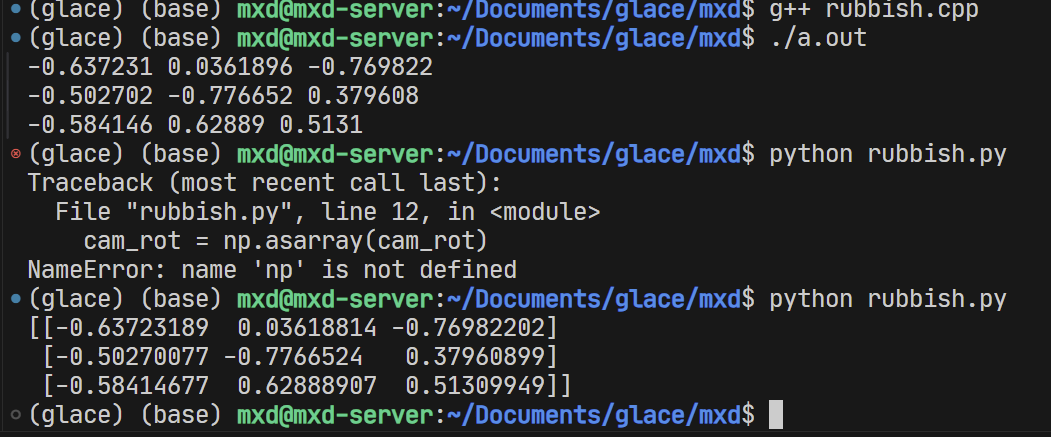 (glace) (base) mxd@mxd-server:~/Documents/glace/mxd$ g++ rubbish.cpp
(glace) (base) mxd@mxd-server:~/Documents/glace/mxd$ ./a.out
-0.637231 0.0361896 -0.769822
-0.502702 -0.776652 0.379608
-0.584146 0.62889 0.5131
(glace) (base) mxd@mxd-server:~/Documents/glace/mxd$ python rubbish.py
Traceback (most recent call last):
  File "rubbish.py", line 12, in <module>
    cam_rot = np.asarray(cam_rot)
NameError: name 'np' is not defined
(glace) (base) mxd@mxd-server:~/Documents/glace/mxd$ python rubbish.py
[[-0.63723189  0.03618814 -0.76982202]
 [-0.50270077 -0.7766524   0.37960899]
 [-0.58414677  0.62888907  0.51309949]]
(glace) (base) mxd@mxd-server:~/Documents/glace/mxd$